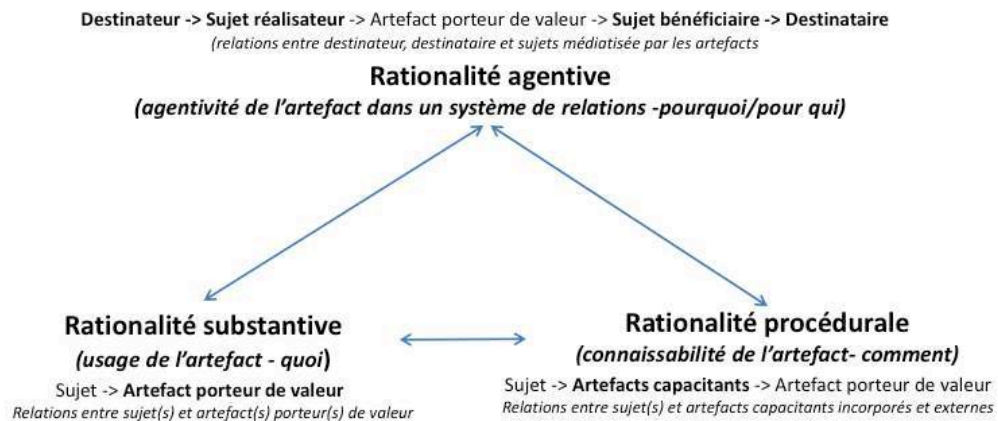 Destinateur -> Sujet réalisateur -> Artefact porteur de valeur -> Sujet bénéficiaire -> Destinataire
(relations entre destinateur, destinataire et sujets médiatisée par les artefacts
Rationalité agentive
(agentivité de l’artefact dans un système de relations -pourquoi/pour qui)
Rationalité substantive
(usage de l’artefact - quoi)
Sujet -> Artefact porteur de valeur
Relations entre sujet(s) et artefact(s) porteur(s) de valeur
Rationalité procédurale
(connaissabilité de l’artefact- comment)
Sujet -> Artefacts capacitants -> Artefact porteur de valeur
Relations entre sujet(s) et artefacts capacitants incorporés et externes